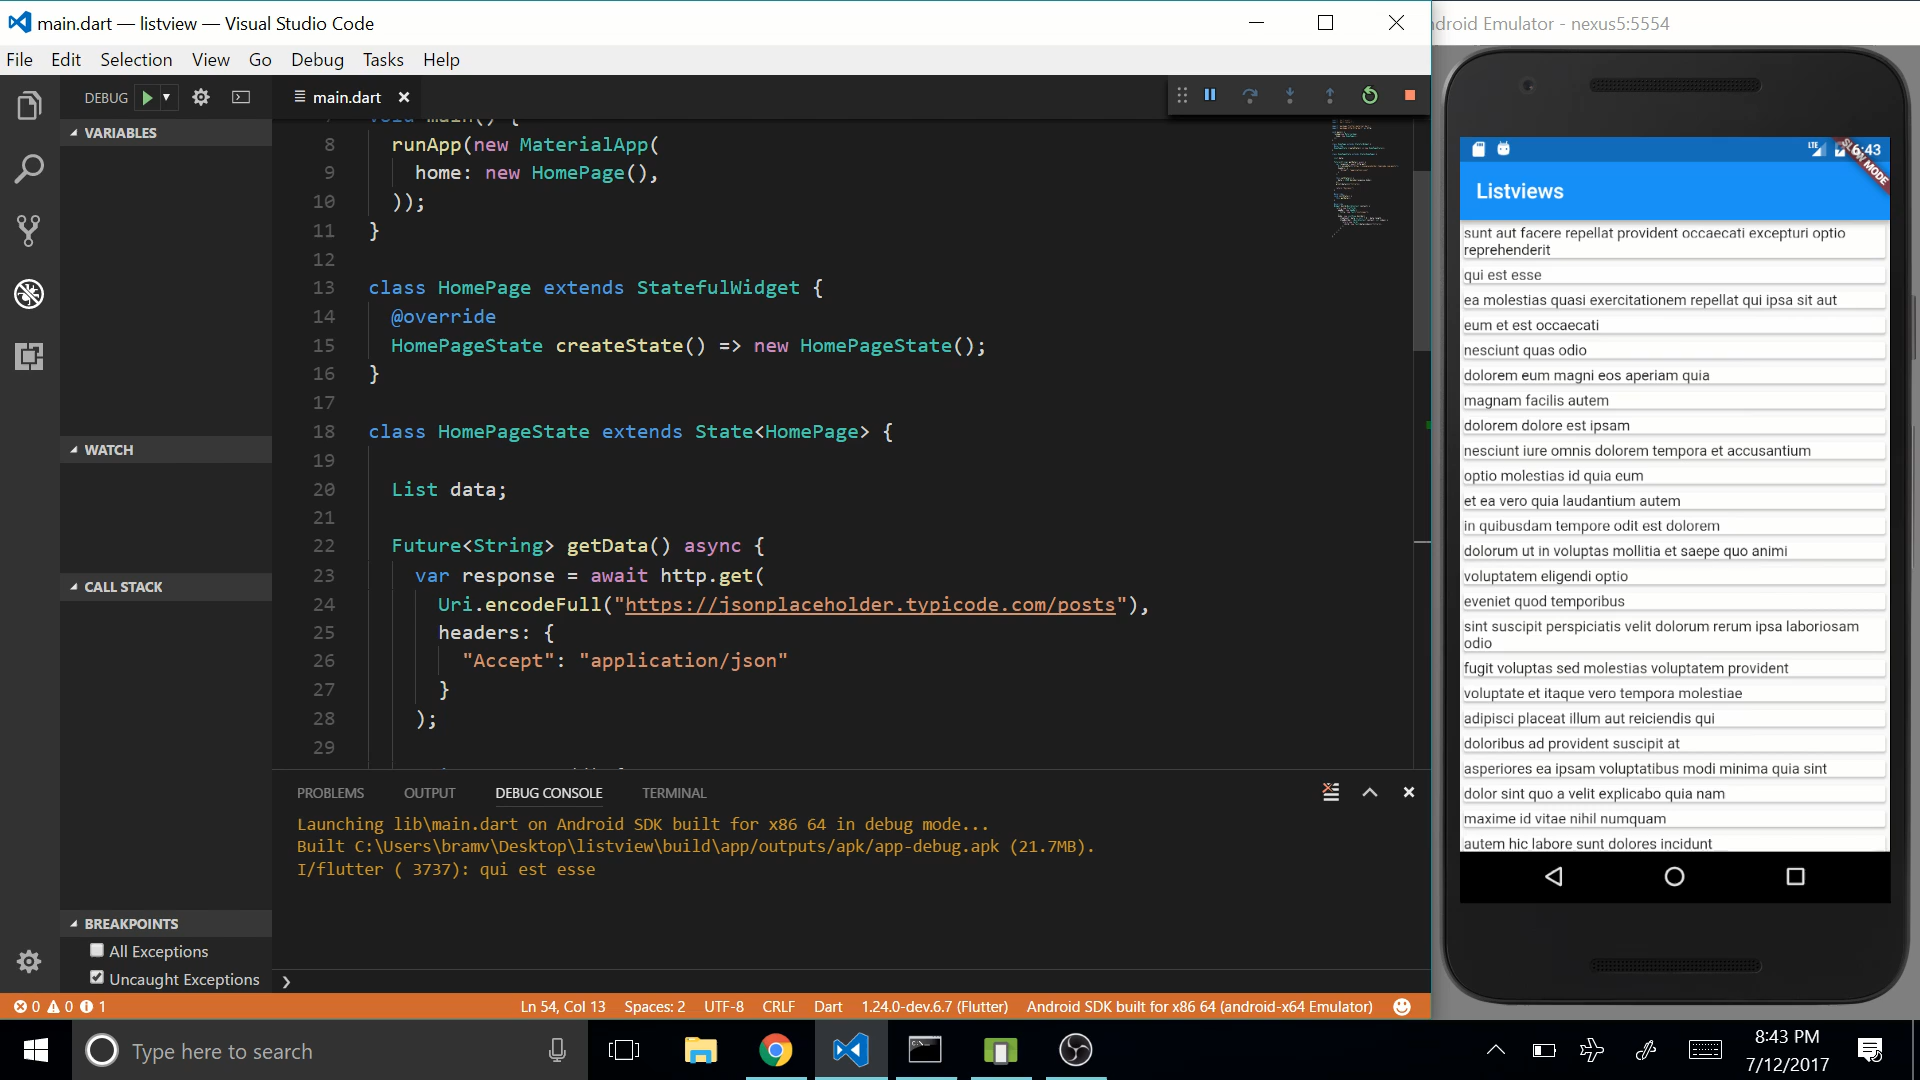 main.dart — listview — Visual Studio Code
File Edit Selection View Go Debug Tasks Help
DEBUG
VARIABLES
WATCH
CALL STACK
BREAKPOINTS
All Exceptions
Uncaught Exceptions
main.dart
void main() {
8 runApp(new MaterialApp(
9 home: new HomePage(),
10 ));
11 }
12
13 class HomePage extends StatefulWidget {
14 @override
15 HomePageState createState() => new HomePageState();
16 }
17
18 class HomePageState extends State<HomePage> {
19
20 List data;
21
22 Future<String> getData() async {
23 var response = await http.get(
24 Uri.encodeFull("https://jsonplaceholder.typicode.com/posts"),
25 headers: {
26 "Accept": "application/json"
27 }
28 );
29
PROBLEMS OUTPUT DEBUG CONSOLE TERMINAL
Launching lib\main.dart on Android SDK built for x86 64 in debug mode...
Built C:\Users\bramv\Desktop\listview\build\app/outputs/apk/app-debug.apk (21.7MB).
I/flutter ( 3737): qui est esse
0 0 1
Ln 54, Col 13 Spaces: 2 UTF-8 CRLF Dart 1.24.0-dev.6.7 (Flutter) Android SDK built for x86 64 (android-x64 Emulator)
droid Emulator - nexus5:5554
LTE 6:43
SLOW MODE
Listviews
sunt aut facere repellat provident occaecati excepturi optio
reprehenderit
qui est esse
ea molestias quasi exercitationem repellat qui ipsa sit aut
eum et est occaecati
nesciunt quas odio
dolorem eum magni eos aperiam quia
magnam facilis autem
dolorem dolore est ipsam
nesciunt iure omnis dolorem tempora et accusantium
optio molestias id quia eum
et ea vero quia laudantium autem
in quibusdam tempore odit est dolorem
dolorum ut in voluptas mollitia et saepe quo animi
voluptatem eligendi optio
eveniet quod temporibus
sint suscipit perspiciatis velit dolorum rerum ipsa laboriosam
odio
fugit voluptas sed molestias voluptatem provident
voluptate et itaque vero tempora molestiae
adipisci placeat illum aut reiciendis qui
doloribus ad provident suscipit at
asperiores ea ipsam voluptatibus modi minima quia sint
dolor sint quo a velit explicabo quia nam
maxime id vitae nihil numquam
autem hic labore sunt dolores incidunt
Type here to search
8:43 PM
7/12/2017